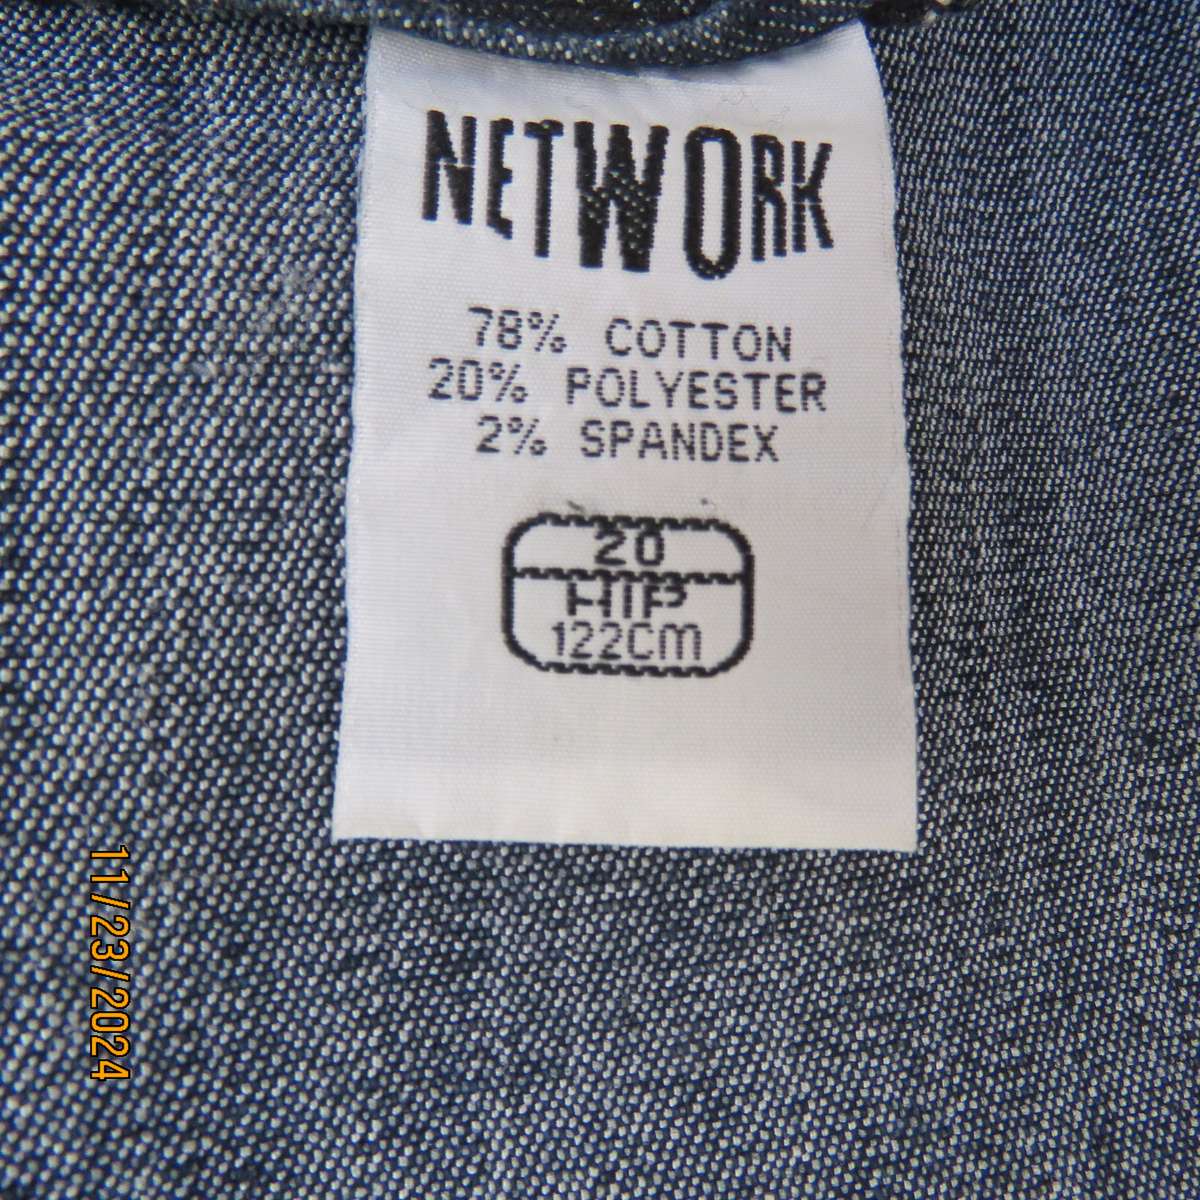 NETWORK
78% COTTON
20% POLYESTER
2% SPANDEX
20
HIP
122Cm
11/23/2024